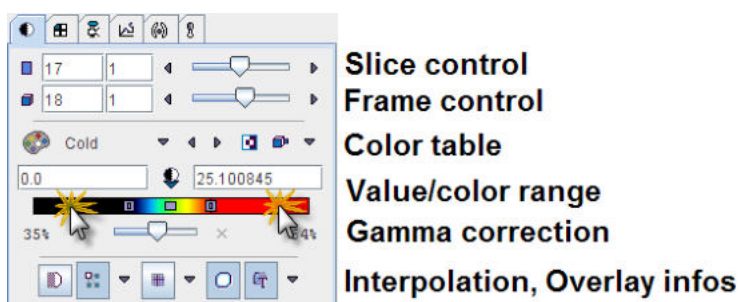 17 1 Slice control
18 1 Frame control
Cold Color table
0.0 25.100845 Value/color range
35% 4% Gamma correction
Interpolation, Overlay infos